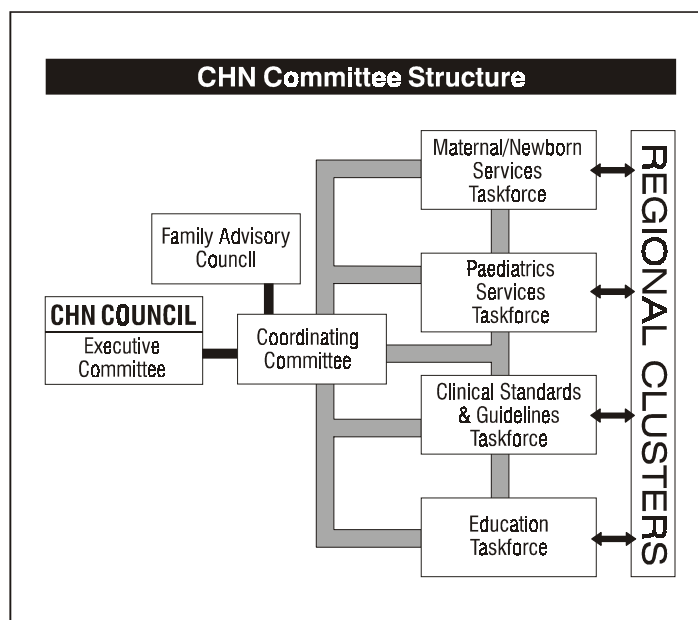 CHN Committee Structure
Maternal/Newborn
Services
Taskforce
Family Advisory
Council
Paediatrics
Services
Taskforce
CHN COUNCIL
Executive
Committee
Coordinating
Committee
Clinical Standards
& Guidelines
Taskforce
Education
Taskforce
REGIONAL CLUSTERS